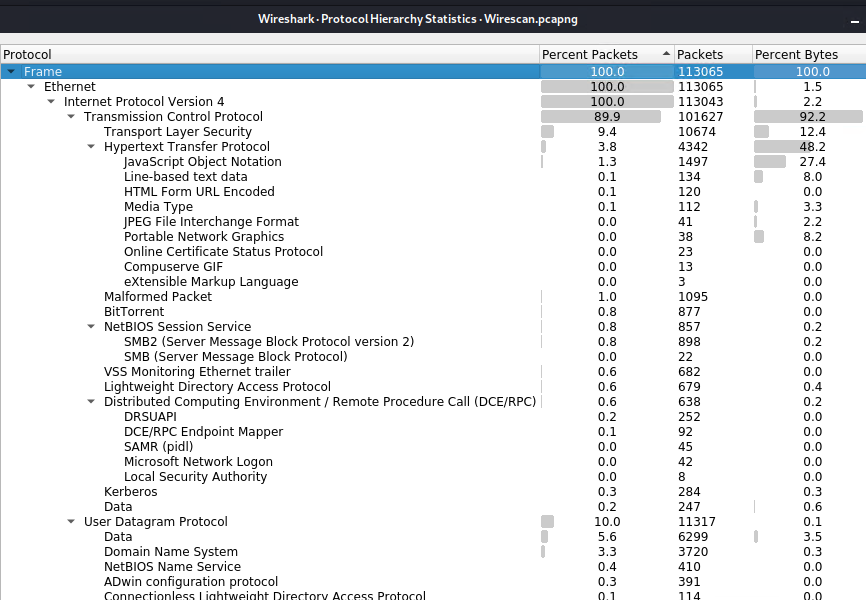 Wireshark · Protocol Hierarchy Statistics · Wirescan.pcapng
Protocol Percent Packets Packets Percent Bytes
Frame 100.0 113065 100.0
Ethernet 100.0 113065 1.5
Internet Protocol Version 4 100.0 113043 2.2
Transmission Control Protocol 89.9 101627 92.2
Transport Layer Security 9.4 10674 12.4
Hypertext Transfer Protocol 3.8 4342 48.2
JavaScript Object Notation 1.3 1497 27.4
Line-based text data 0.1 134 8.0
HTML Form URL Encoded 0.1 120 0.0
Media Type 0.1 112 3.3
JPEG File Interchange Format 0.0 41 2.2
Portable Network Graphics 0.0 38 8.2
Online Certificate Status Protocol 0.0 23 0.0
Compuserve GIF 0.0 13 0.0
eXtensible Markup Language 0.0 3 0.0
Malformed Packet 1.0 1095 0.0
BitTorrent 0.8 877 0.0
NetBIOS Session Service 0.8 857 0.2
SMB2 (Server Message Block Protocol version 2) 0.8 898 0.2
SMB (Server Message Block Protocol) 0.0 22 0.0
VSS Monitoring Ethernet trailer 0.6 682 0.0
Lightweight Directory Access Protocol 0.6 679 0.4
Distributed Computing Environment / Remote Procedure Call (DCE/RPC) 0.6 638 0.2
DRSUAPI 0.2 252 0.0
DCE/RPC Endpoint Mapper 0.1 92 0.0
SAMR (pidl) 0.0 45 0.0
Microsoft Network Logon 0.0 42 0.0
Local Security Authority 0.0 8 0.0
Kerberos 0.3 284 0.3
Data 0.2 247 0.6
User Datagram Protocol 10.0 11317 0.1
Data 5.6 6299 3.5
Domain Name System 3.3 3720 0.3
NetBIOS Name Service 0.4 410 0.0
ADwin configuration protocol 0.3 391 0.0
Connectionless Lightweight Directory Access Protocol 0.1 114 0.0